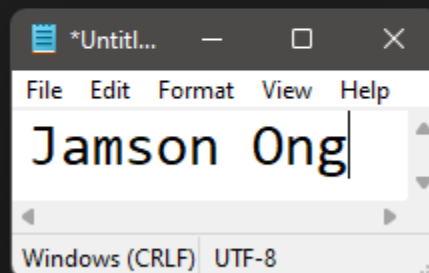 *Untitl...
File Edit Format View Help
Jamson Ong
Windows (CRLF) UTF-8